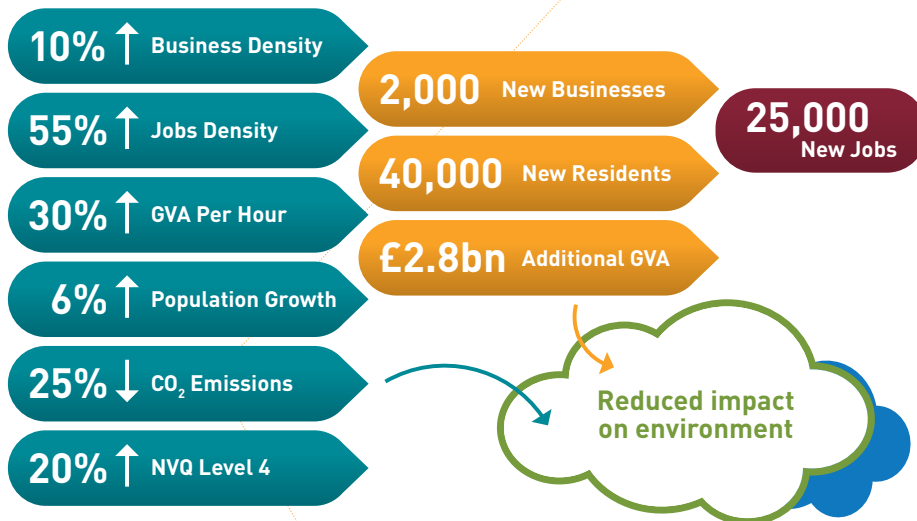 10% Business Density
55% Jobs Density
30% GVA Per Hour
6% Population Growth
25% CO₂ Emissions
20% NVQ Level 4
2,000 New Businesses
40,000 New Residents
£2.8bn Additional GVA
25,000
New Jobs
Reduced impact
on environment